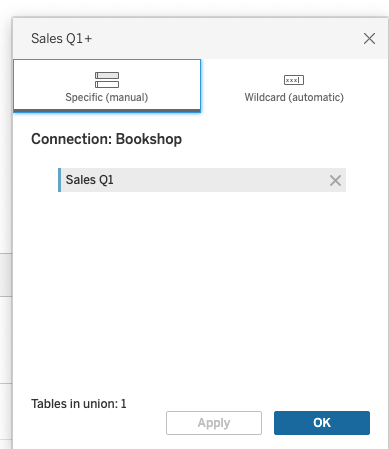 Sales Q1+
Specific (manual)
Wildcard (automatic)
Connection: Bookshop
Sales Q1
Tables in union: 1
Apply
OK